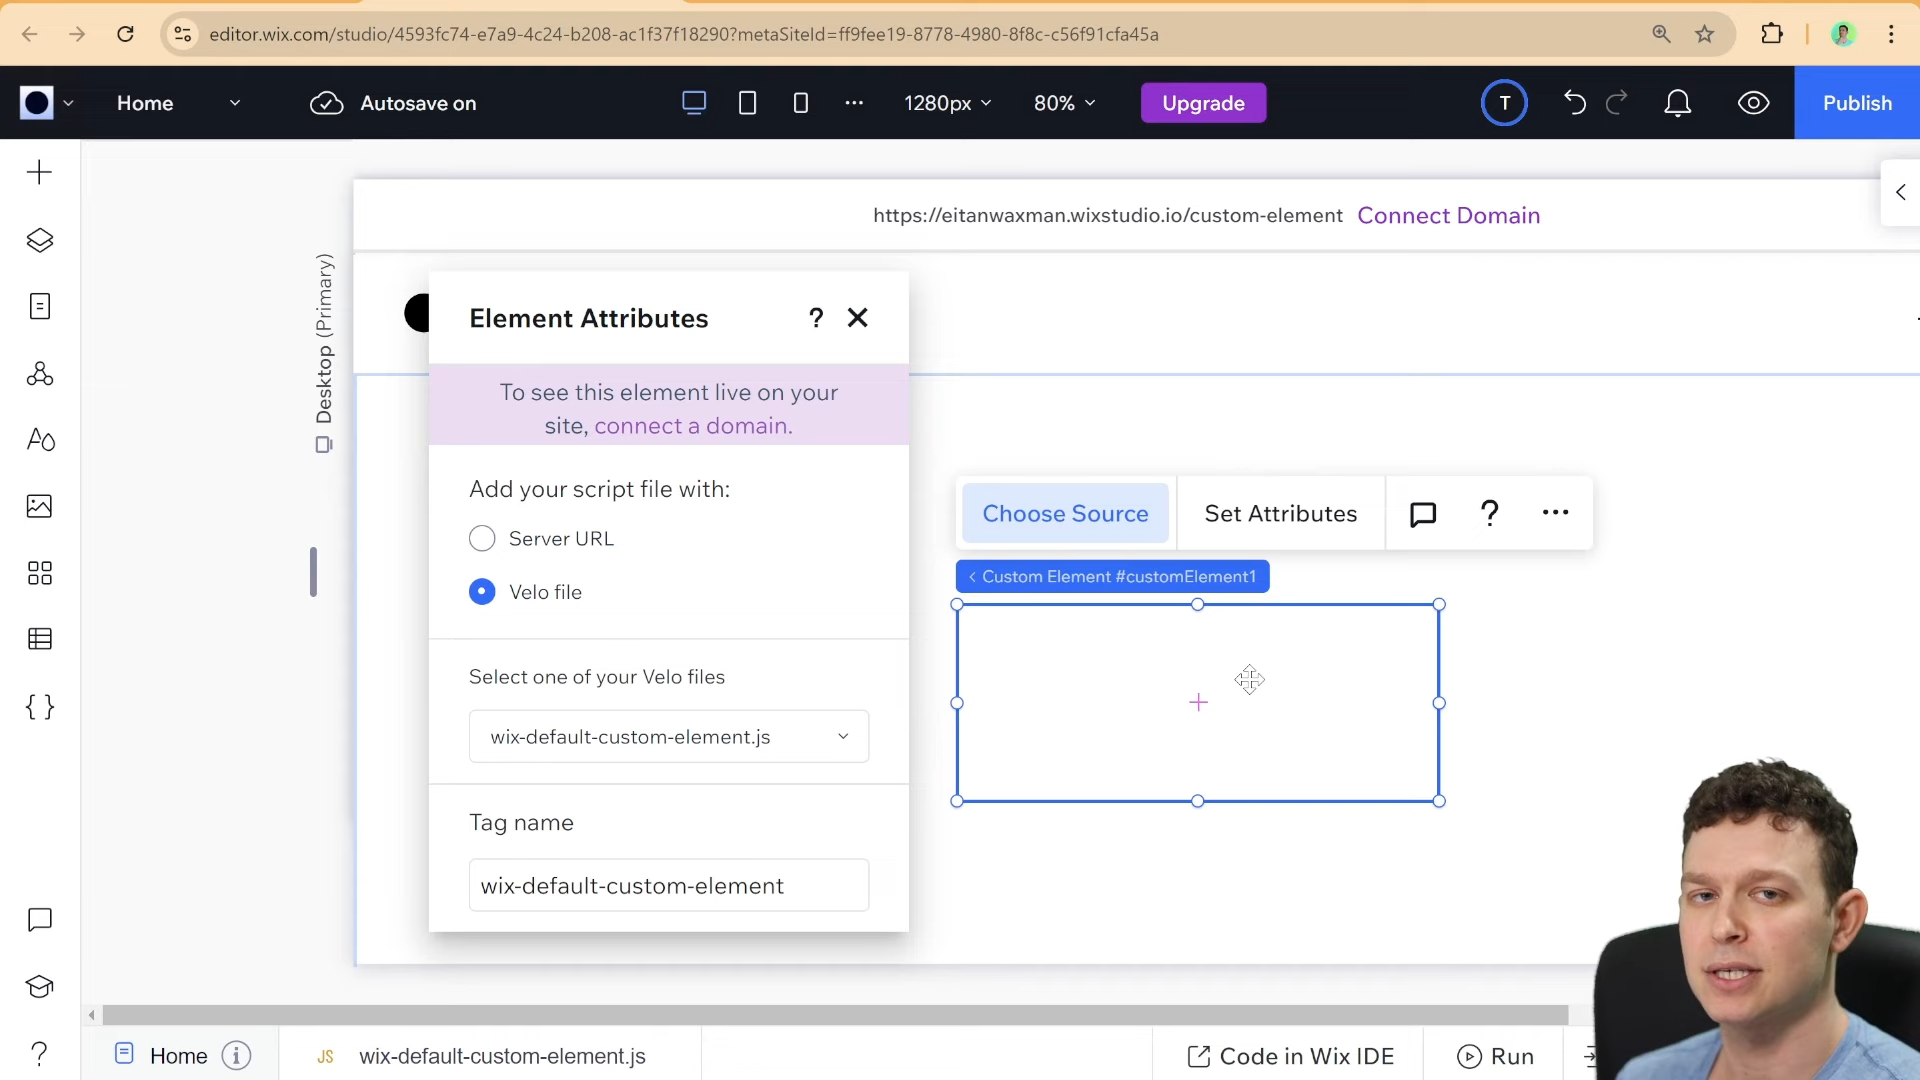 editor.wix.com/studio/4593fc74-e7a9-4c24-b208-ac1f37f18290?metaSiteId=ff9fee19-8778-4980-8f8c-c56f91cfa45a
Home
Autosave on
1280px
80%
Upgrade
T
Publish
https://eitanwaxman.wixstudio.io/custom-element Connect Domain
Desktop (Primary)
Element Attributes
To see this element live on your
site, connect a domain.
Add your script file with:
Server URL
Velo file
Select one of your Velo files
wix-default-custom-element.js
Tag name
wix-default-custom-element
Choose Source
Set Attributes
Custom Element #customElement1
Home
JS wix-default-custom-element.js
Code in Wix IDE
Run